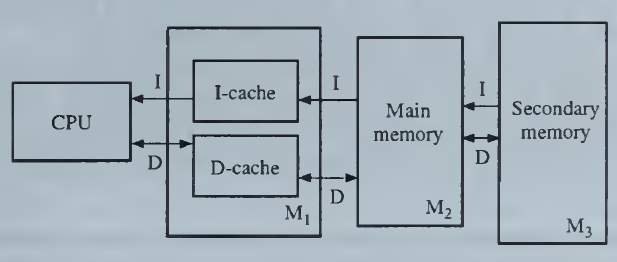 CPU
I
D
I-cache
D-cache
M1
I
D
Main
memory
M2
I
D
Secondary
memory
M3